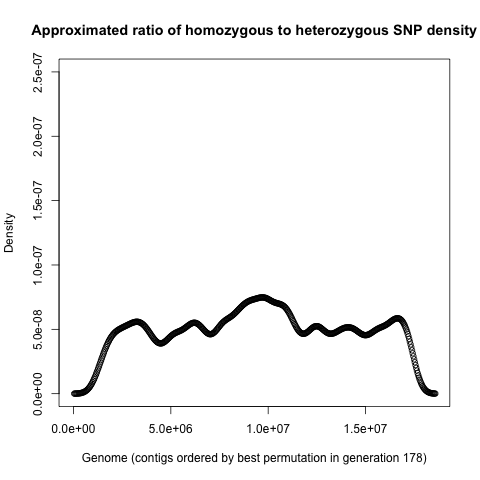 Approximated ratio of homozygous to heterozygous SNP density
2.5e-07
2.0e-07
1.5e-07
1.0e-07
5.0e-08
0.0e+00
Density
0.0e+00 5.0e+06 1.0e+07 1.5e+07
Genome (contigs ordered by best permutation in generation 178)